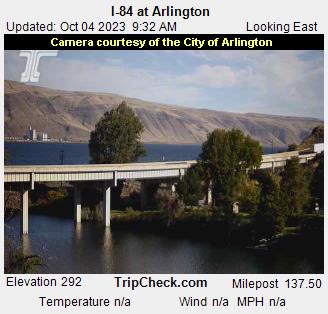 I-84 at Arlington
Updated: Oct 04 2023 9:32 AM Looking East
Camera courtesy of the City of Arlington
Elevation 292 TripCheck.com Milepost 137.50
Temperature n/a Wind n/a MPH n/a